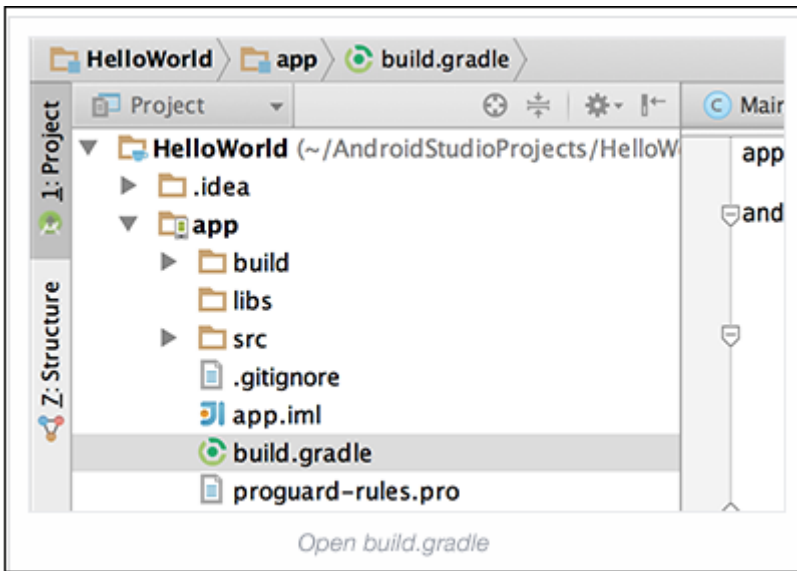 HelloWorld app build.gradle
1: Project
Project
Main
HelloWorld (~/AndroidStudioProjects/HelloW
app
.idea
app
and
build
libs
Z: Structure
src
.gitignore
app.iml
build.gradle
proguard-rules.pro
Open build.gradle